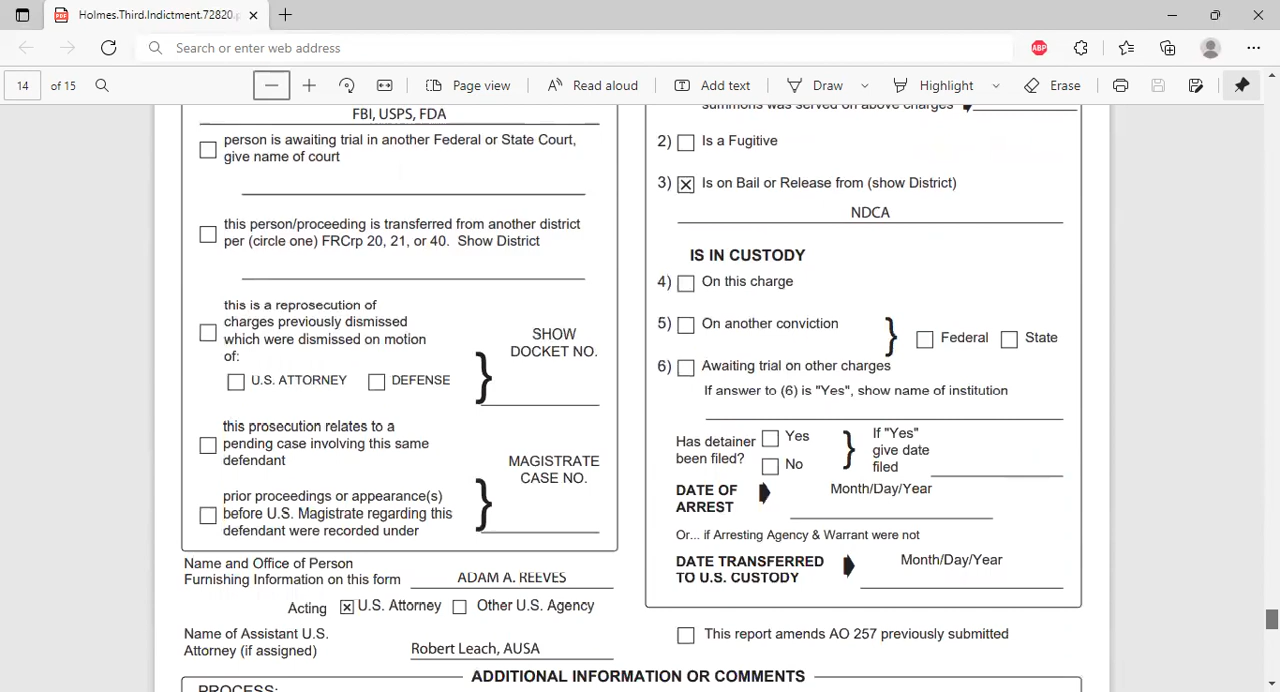 Holmes.Third.Indictment.72820.p
Search or enter web address
ABP
14 of 15
Page view
Read aloud
Add text
Draw
Highlight
Erase
FBI, USPS, FDA
person is awaiting trial in another Federal or State Court,
give name of court
this person/proceeding is transferred from another district
per (circle one) FRCrp 20, 21, or 40. Show District
this is a reprosecution of
charges previously dismissed
which were dismissed on motion
of:
U.S. ATTORNEY
DEFENSE
SHOW
DOCKET NO.
this prosecution relates to a
pending case involving this same
defendant
MAGISTRATE
CASE NO.
prior proceedings or appearance(s)
before U.S. Magistrate regarding this
defendant were recorded under
Name and Office of Person
Furnishing Information on this form
ADAM A. REEVES
Acting
U.S. Attorney
Other U.S. Agency
Name of Assistant U.S.
Attorney (if assigned)
Robert Leach, AUSA
summons was served on above charges
2) Is a Fugitive
3) Is on Bail or Release from (show District)
NDCA
IS IN CUSTODY
4) On this charge
5) On another conviction
Federal
State
6) Awaiting trial on other charges
If answer to (6) is "Yes", show name of institution
Has detainer
been filed?
Yes
No
If "Yes"
give date
filed
DATE OF
ARREST
Month/Day/Year
Or... if Arresting Agency & Warrant were not
DATE TRANSFERRED
TO U.S. CUSTODY
Month/Day/Year
This report amends AO 257 previously submitted
ADDITIONAL INFORMATION OR COMMENTS
PROCESS: